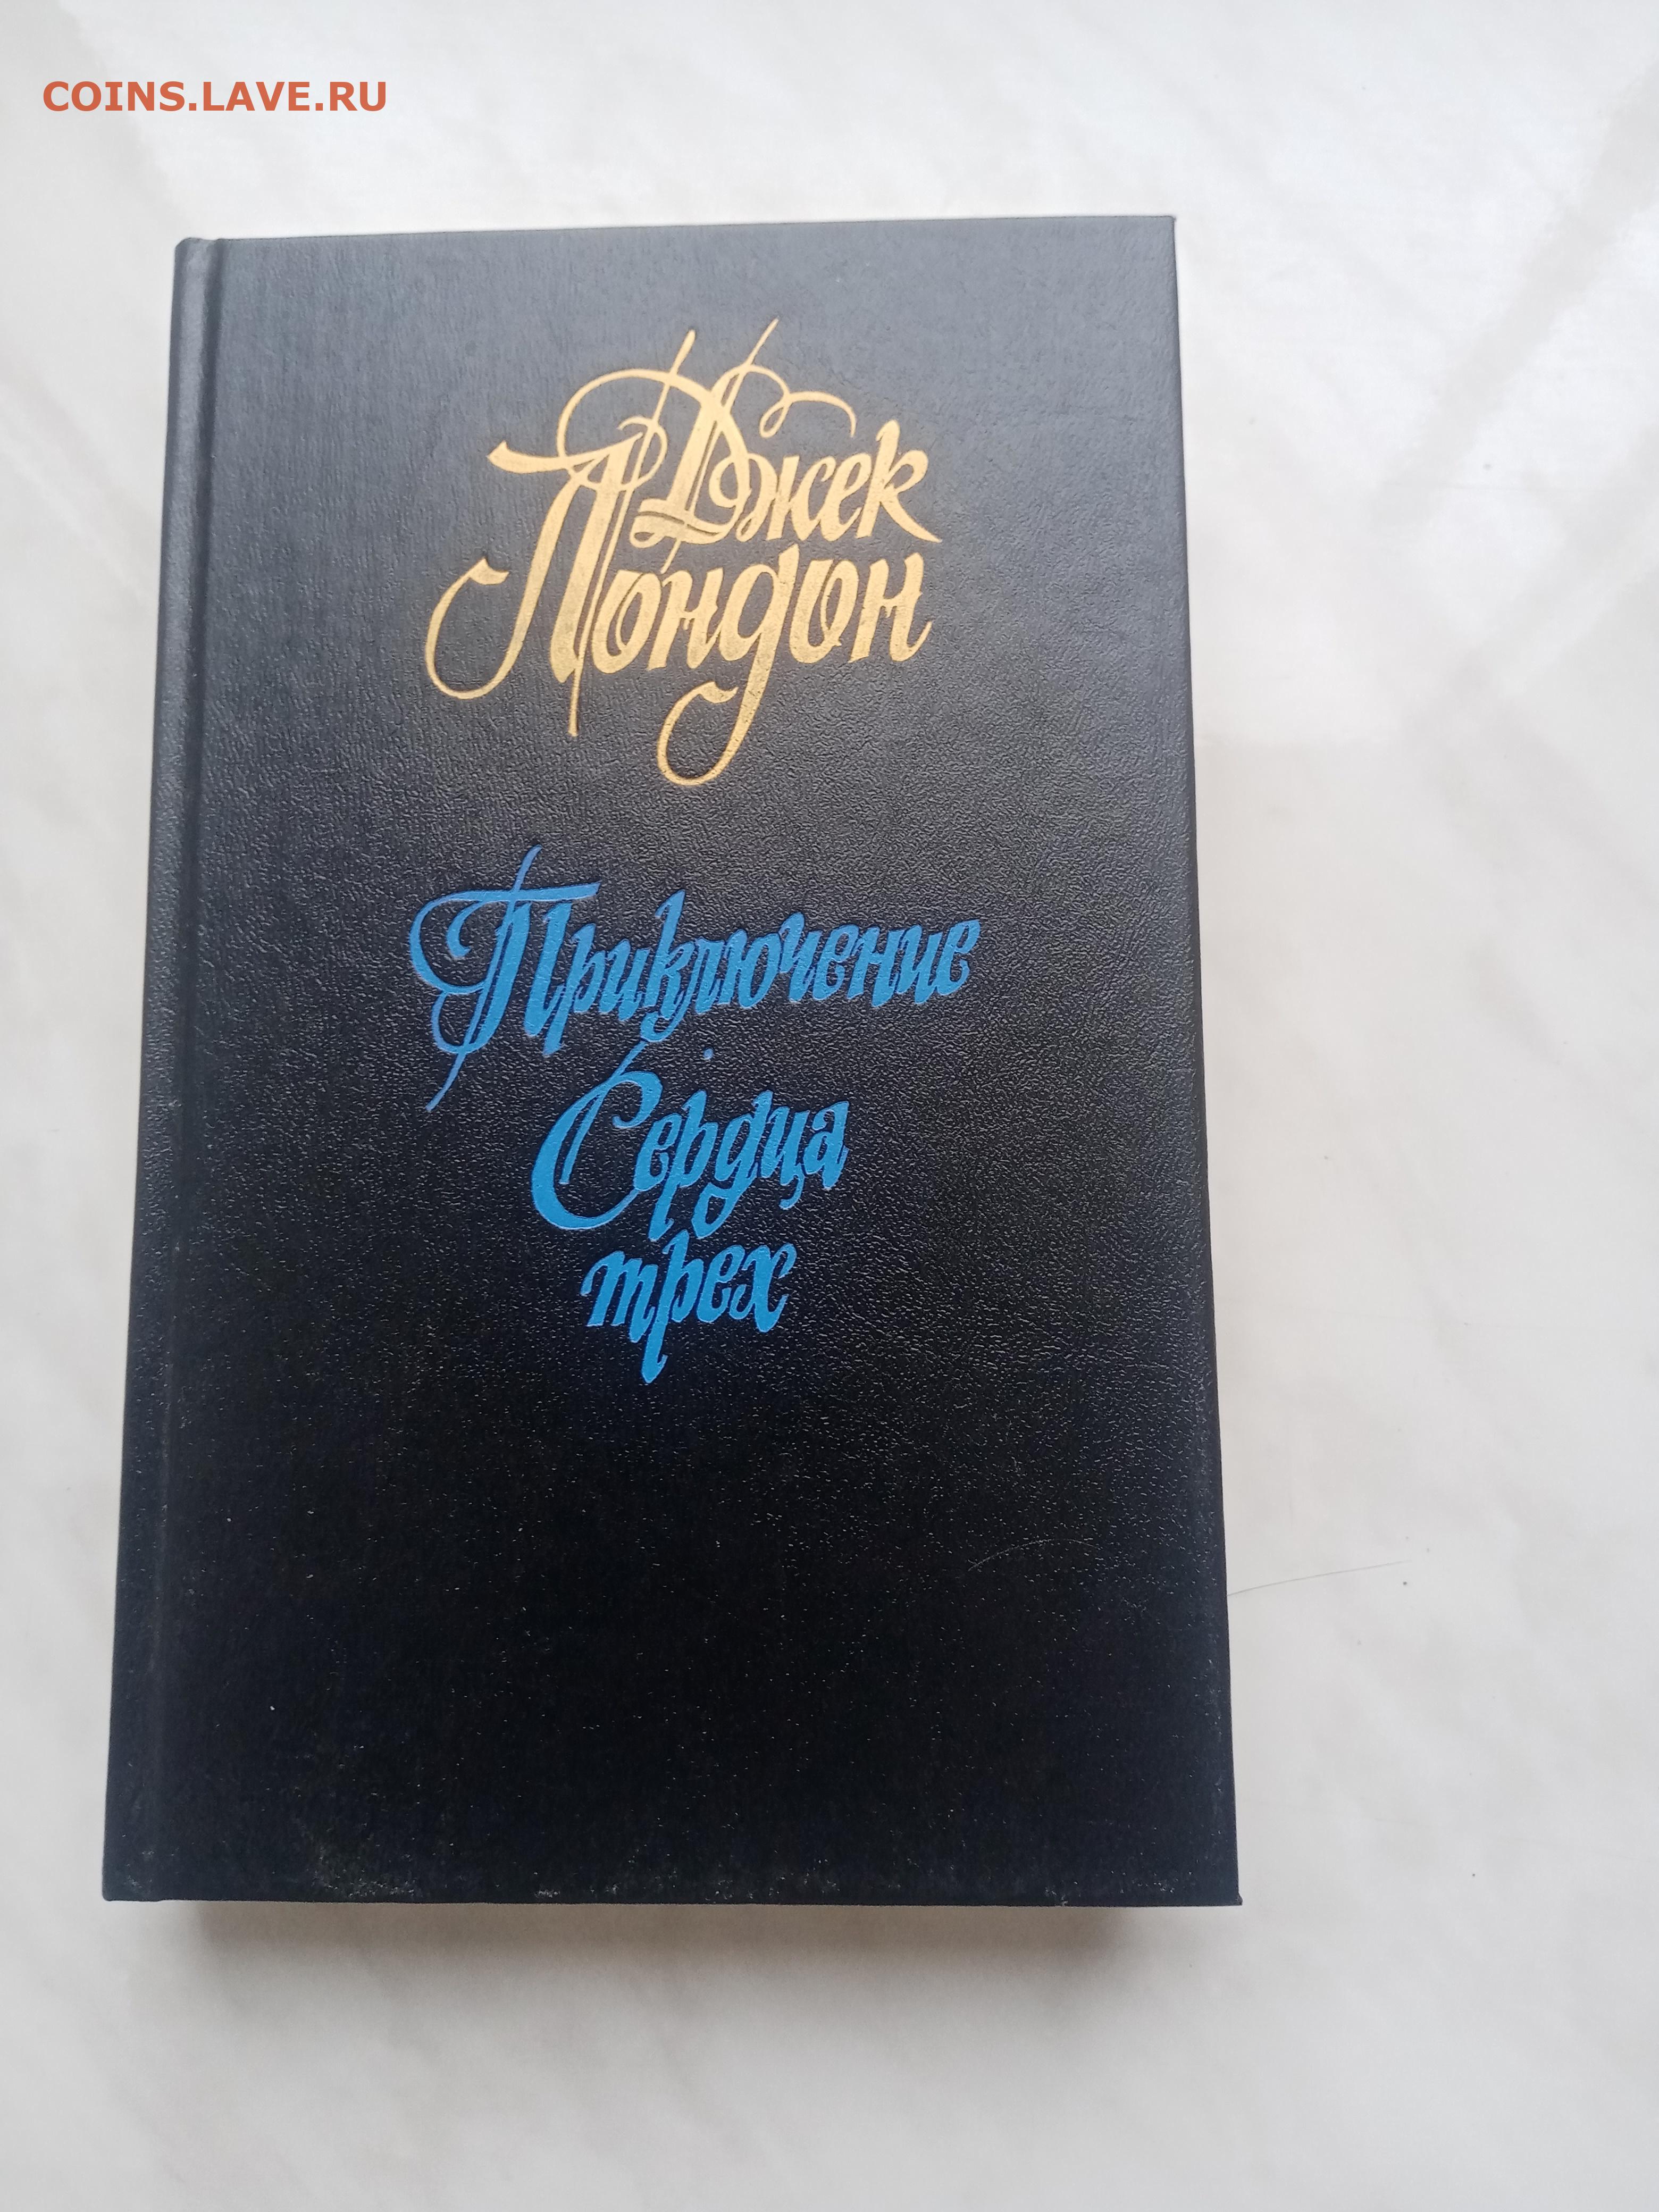 COINS.LAVE.RU
Джек
Лондон
Приключение
Сердца
трех